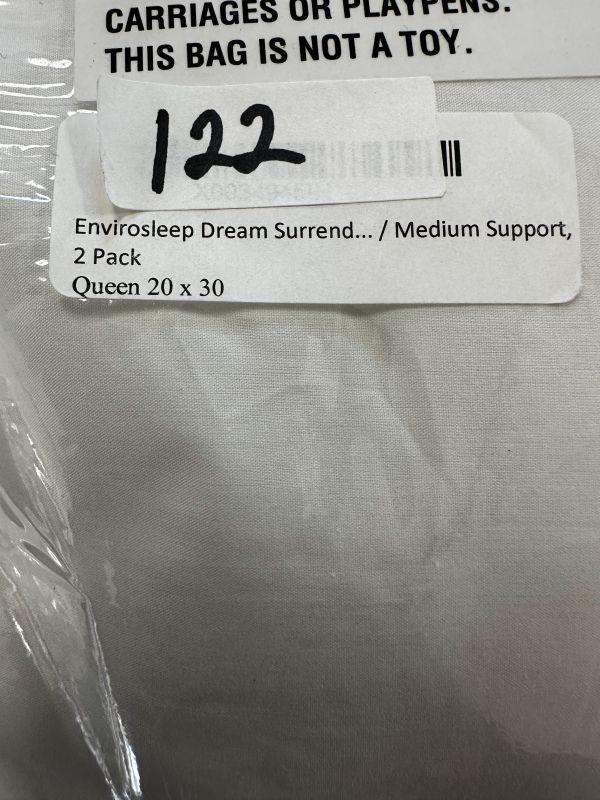 CARRIAGES OR PLAYPENS.
THIS BAG IS NOT A TOY.
122
Envirosleep Dream Surrend... / Medium Support,
2 Pack
Queen 20 x 30